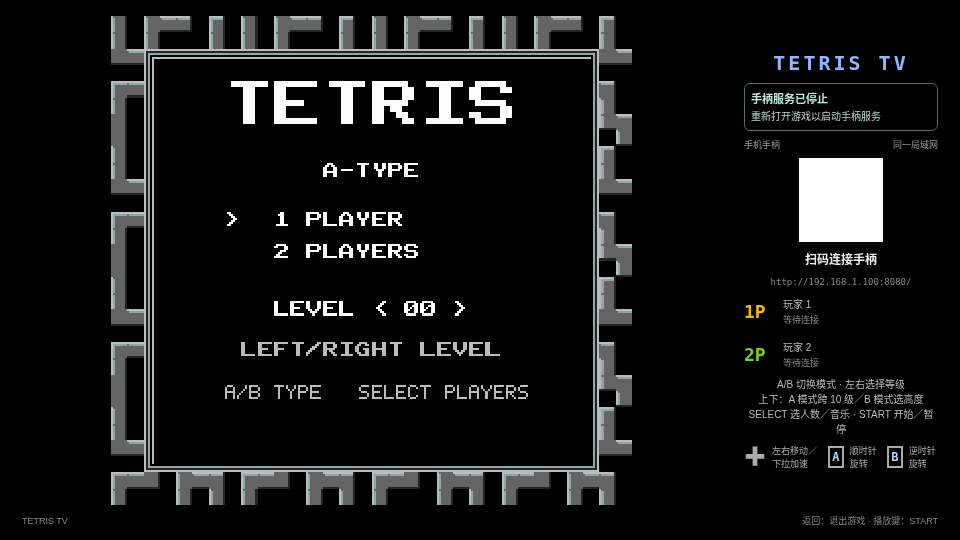 TETRIS
A-TYPE
> 1 PLAYER
2 PLAYERS
LEVEL < 00 >
LEFT/RIGHT LEVEL
A/B TYPE SELECT PLAYERS
TETRIS TV
手柄服务已停止
重新打开游戏以启动手柄服务
手机手柄 同一局域网
扫码连接手柄
http://192.168.1.100:8080/
1P 玩家 1
等待连接
2P 玩家 2
等待连接
A/B 切换模式 · 左右选择等级
上下：A 模式跨 10 级／B 模式选高度
SELECT 选人数／音乐 · START 开始／暂
停
左右移动／
下拉加速
A 顺时针
旋转
B 逆时针
旋转
TETRIS TV
返回：退出游戏 · 播放键：START